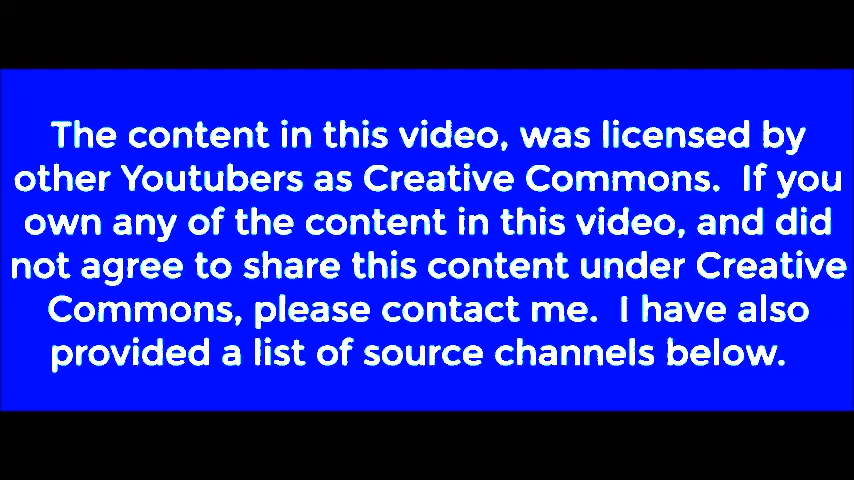 The content in this video, was licensed by
other Youtubers as Creative Commons.  If you
own any of the content in this video, and did
not agree to share this content under Creative
Commons, please contact me.  I have also
provided a list of source channels below.